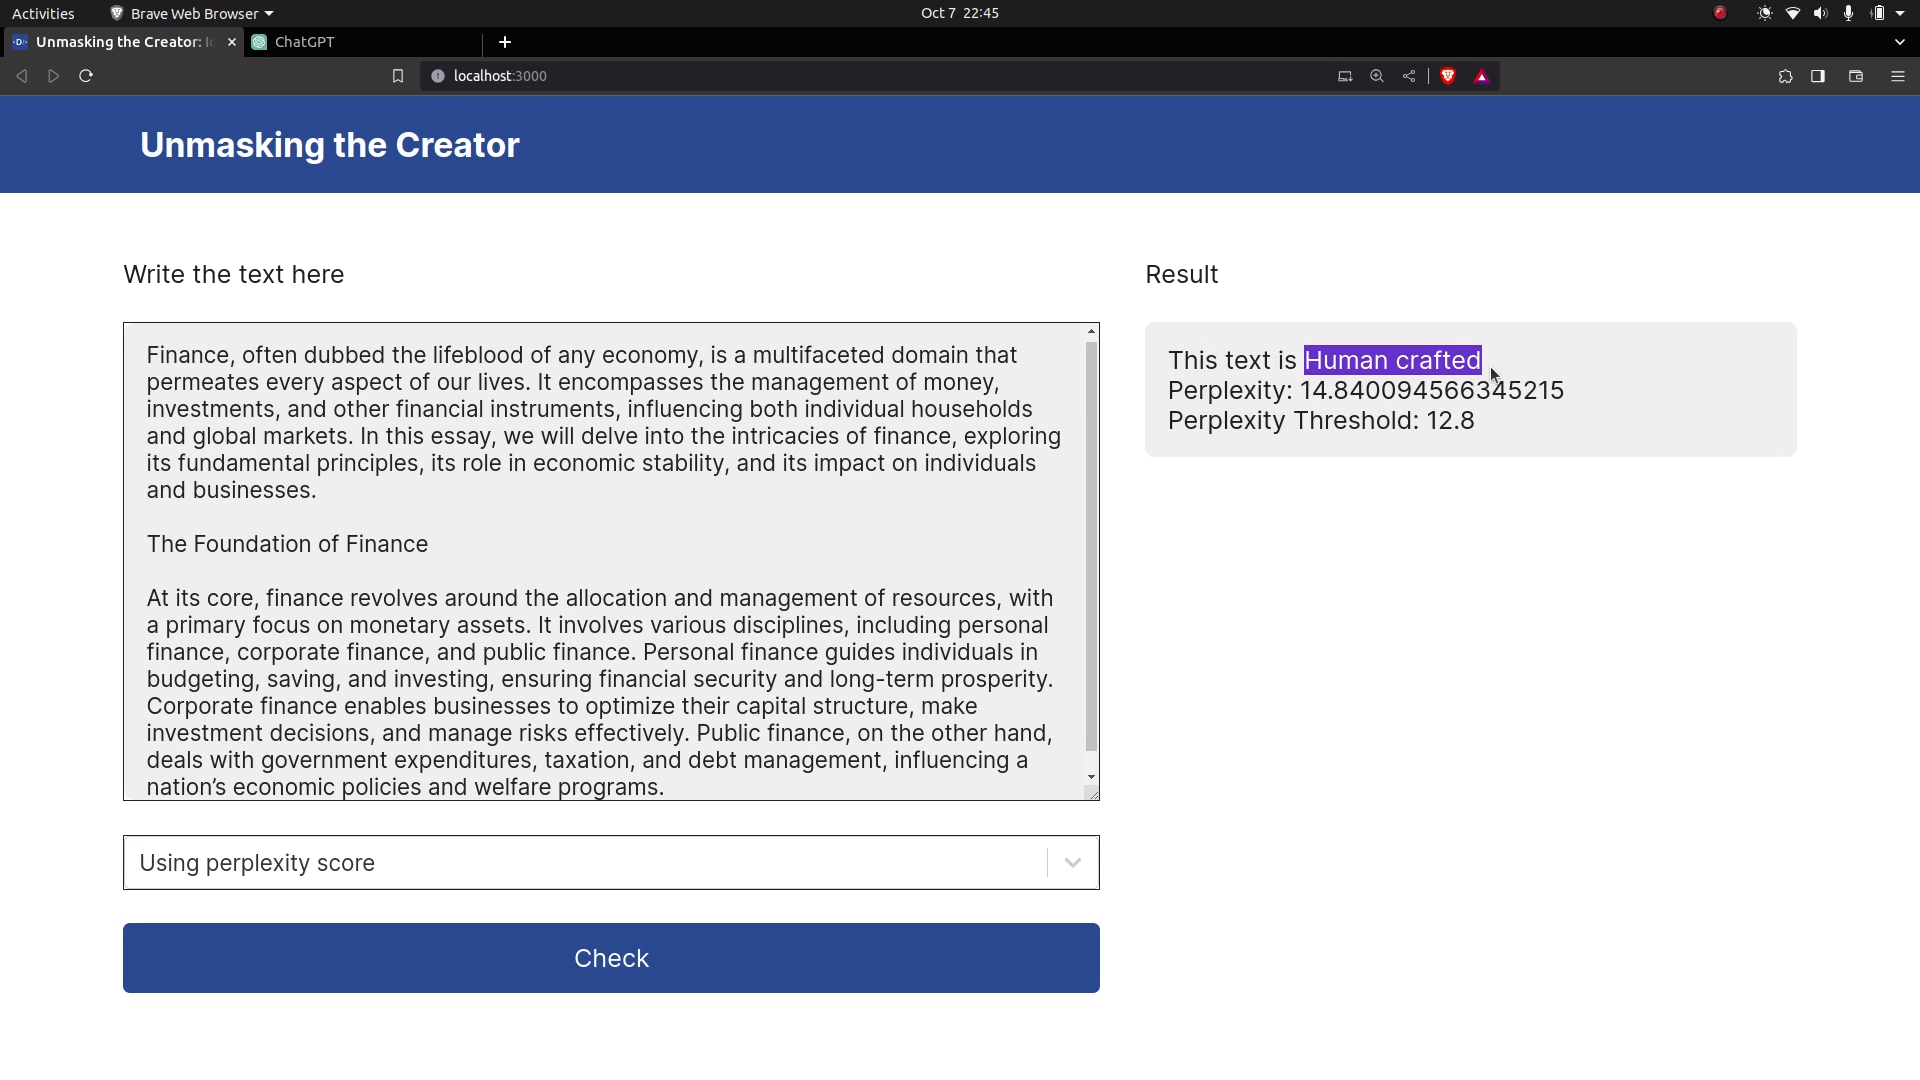 Activities
Brave Web Browser
Oct 7 22:45
Unmasking the Creator:
ChatGPT
localhost:3000
Unmasking the Creator
Write the text here
Finance, often dubbed the lifeblood of any economy, is a multifaceted domain that
permeates every aspect of our lives. It encompasses the management of money,
investments, and other financial instruments, influencing both individual households
and global markets. In this essay, we will delve into the intricacies of finance, exploring
its fundamental principles, its role in economic stability, and its impact on individuals
and businesses.
The Foundation of Finance
At its core, finance revolves around the allocation and management of resources, with
a primary focus on monetary assets. It involves various disciplines, including personal
finance, corporate finance, and public finance. Personal finance guides individuals in
budgeting, saving, and investing, ensuring financial security and long-term prosperity.
Corporate finance enables businesses to optimize their capital structure, make
investment decisions, and manage risks effectively. Public finance, on the other hand,
deals with government expenditures, taxation, and debt management, influencing a
nation’s economic policies and welfare programs.
Using perplexity score
Check
Result
This text is Human crafted
Perplexity: 14.840094566345215
Perplexity Threshold: 12.8